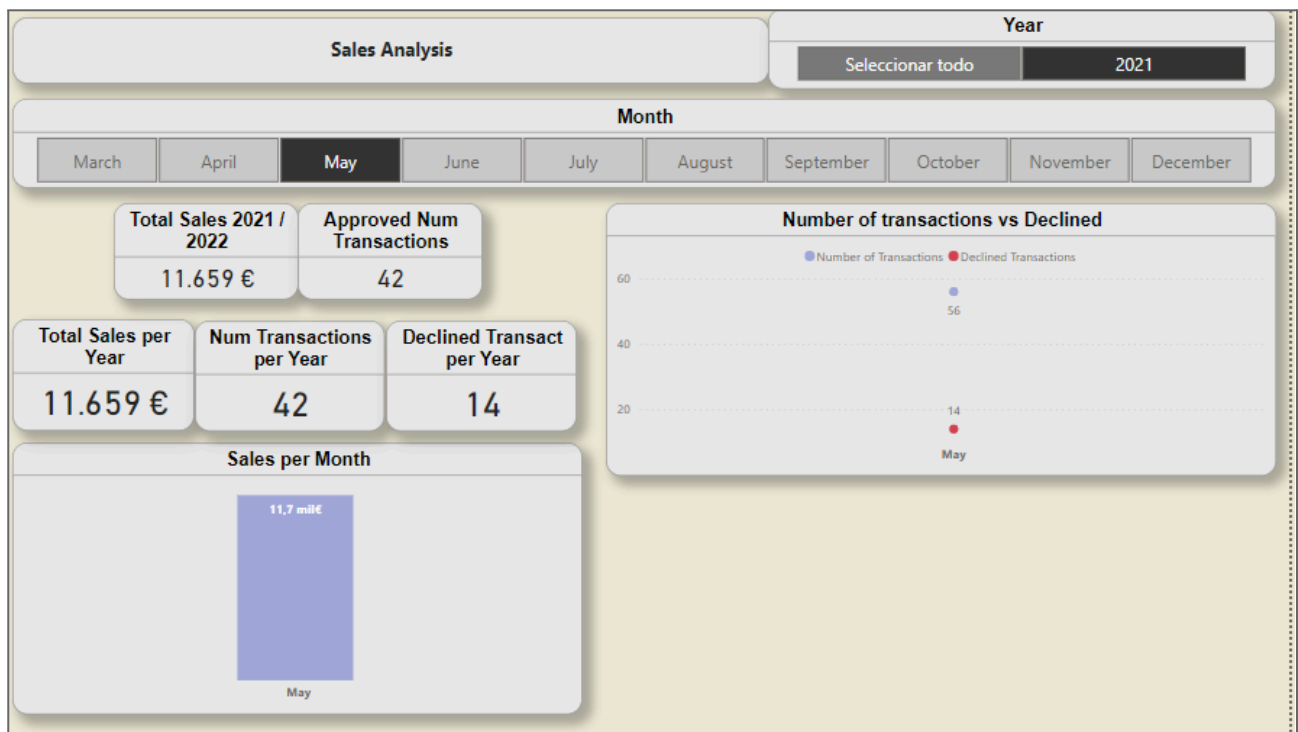 Sales Analysis
Year
Seleccionar todo
2021
Month
March
April
May
June
July
August
September
October
November
December
Total Sales 2021 /
2022
11.659 €
Approved Num
Transactions
42
Total Sales per
Year
11.659 €
Num Transactions
per Year
42
Declined Transact
per Year
14
Sales per Month
11,7 mil€
May
Number of transactions vs Declined
Number of Transactions
Declined Transactions
60
56
40
20
14
May